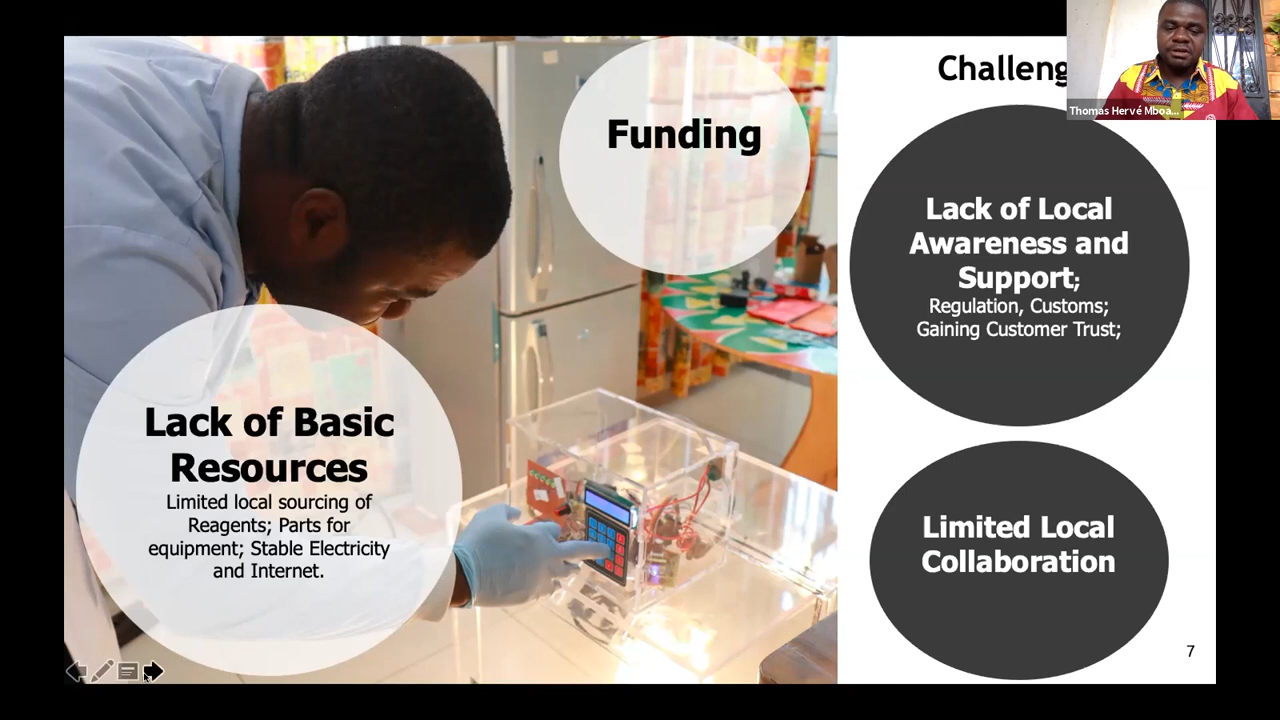 Challeng
Thomas Hervé Mboa...
Funding
Lack of Local
Awareness and
Support;
Regulation, Customs;
Gaining Customer Trust;
Lack of Basic
Resources
Limited local sourcing of
Reagents; Parts for
equipment; Stable Electricity
and Internet.
Limited Local
Collaboration
7